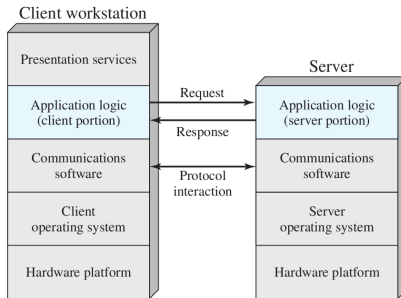 Client workstation
Presentation services
Server
Request
Application logic
(client portion)
Application logic
(server portion)
Response
Communications
software
Protocol
interaction
Communications
software
Client
operating system
Server
operating system
Hardware platform
Hardware platform